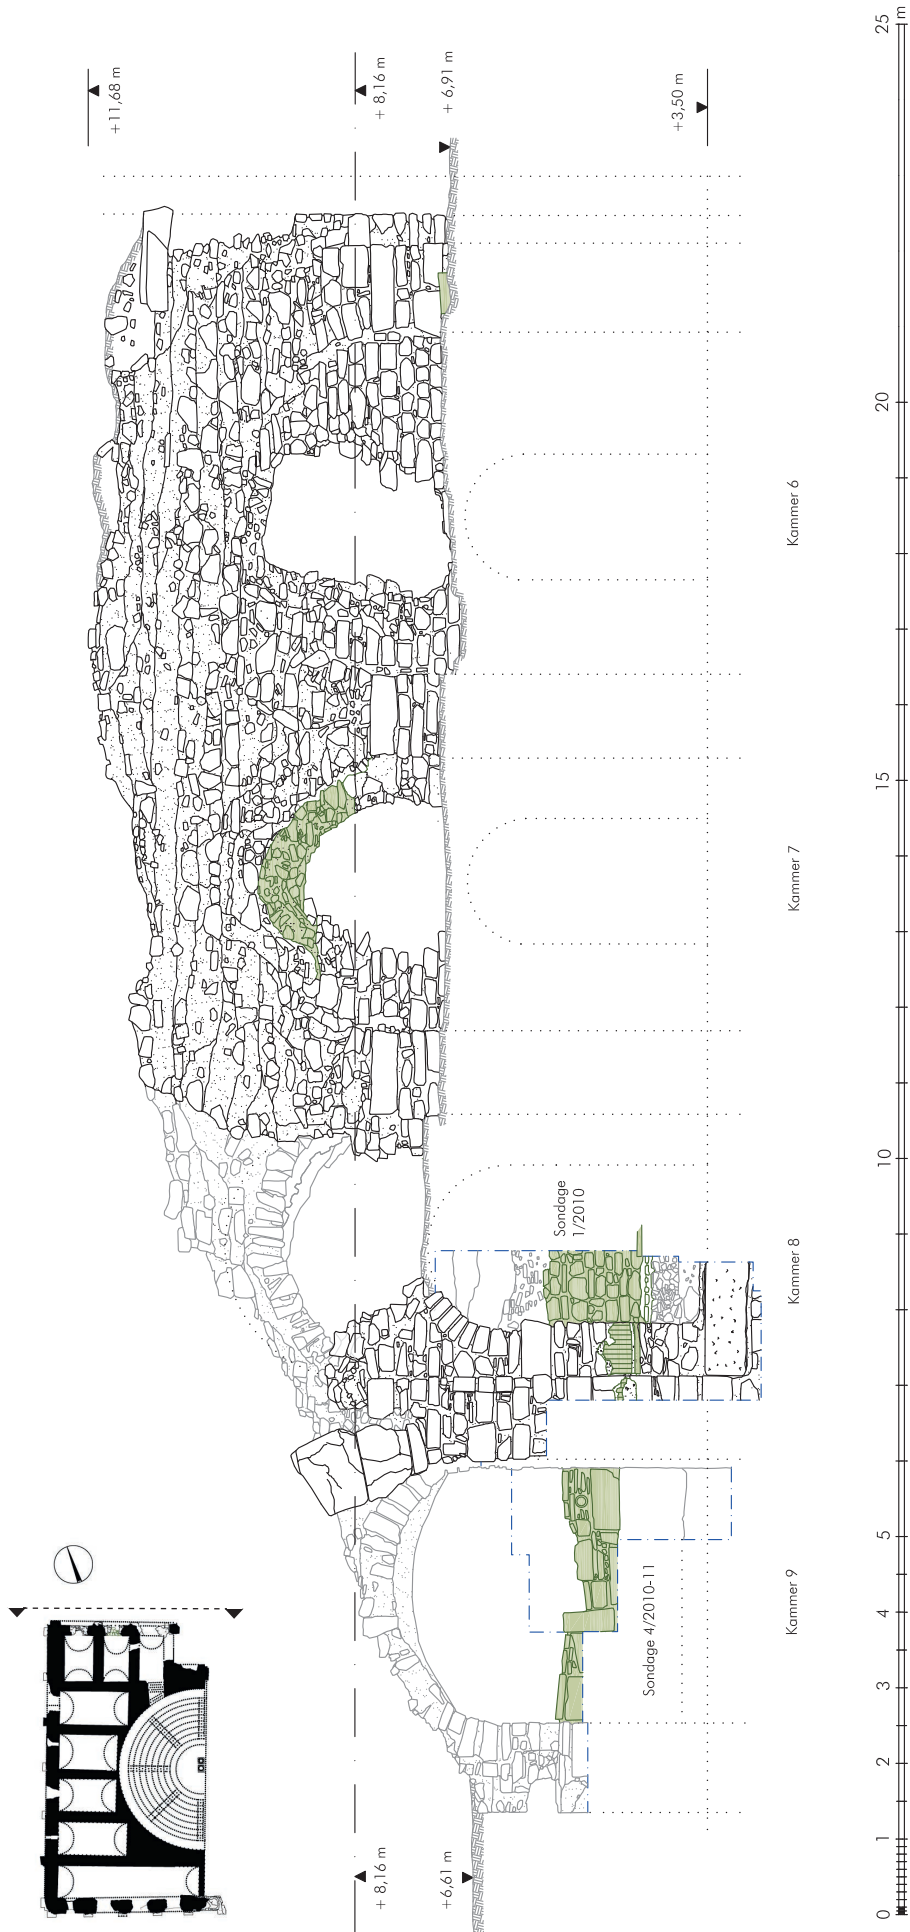 +11,68 m
+ 8,16 m
+ 6,91 m
+3,50 m
Kammer 6
Kammer 7
Kammer 8
Kammer 9
Sondage
1/2010
Sondage 4/2010-11
+ 8,16 m
+6,61 m
0 1 2 3 4 5 10 15 20 25 m